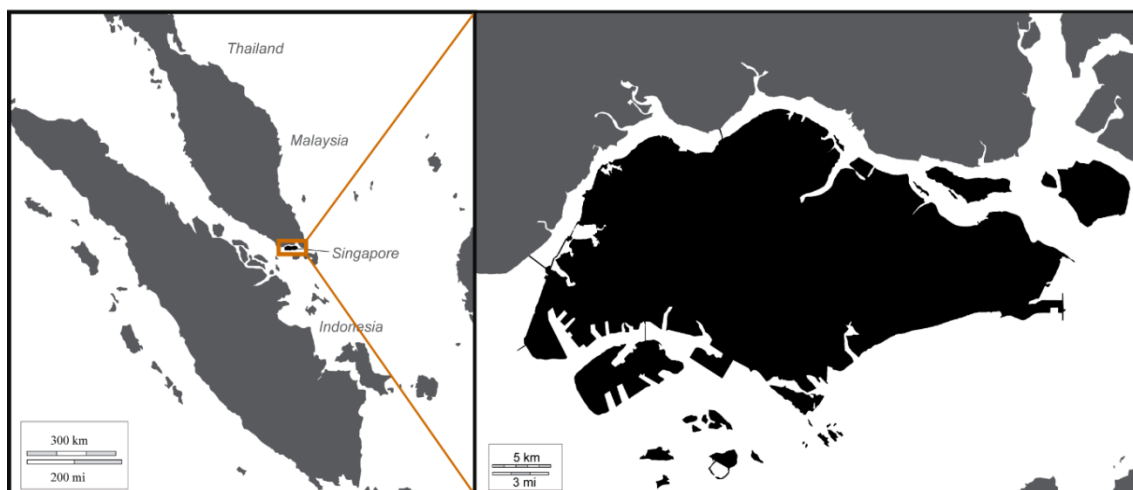 Thailand
Malaysia
Singapore
Indonesia
300 km
200 mi
5 km
3 mi